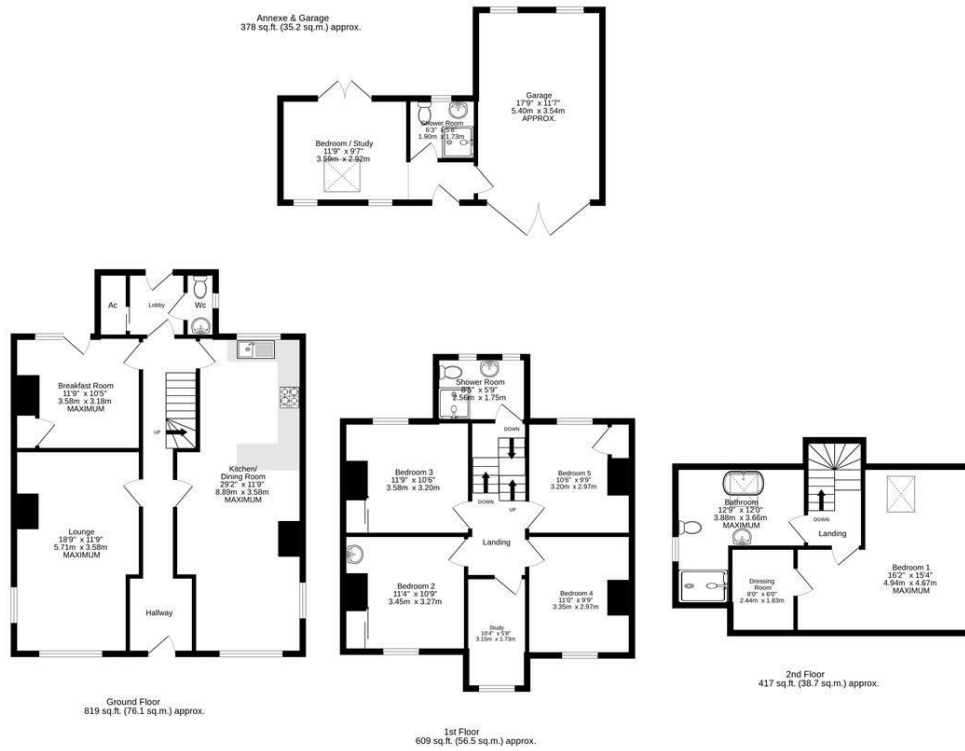 Annexe & Garage
378 sq.ft. (35.2 sq.m.) approx.
Garage
17'9" x 11'7"
5.40m x 3.54m
APPROX.
Shower Room
6'3" x 5'8"
1.90m x 1.73m
Bedroom / Study
11'9" x 9'7"
3.59m x 2.92m
Ac
Lobby
Wc
Breakfast Room
11'9" x 10'5"
3.58m x 3.18m
MAXIMUM
UP
Kitchen/
Dining Room
29'2" x 11'9"
8.89m x 3.58m
MAXIMUM
Lounge
18'9" x 11'9"
5.71m x 3.58m
MAXIMUM
Hallway
Ground Floor
819 sq.ft. (76.1 sq.m.) approx.
Shower Room
8'5" x 5'9"
2.56m x 1.75m
DOWN
Bedroom 3
11'9" x 10'6"
3.58m x 3.20m
Bedroom 5
10'6" x 9'9"
3.20m x 2.97m
DOWN
UP
Landing
Bedroom 2
11'4" x 10'9"
3.45m x 3.27m
Bedroom 4
11'0" x 9'9"
3.35m x 2.97m
Study
10'4" x 5'8"
3.15m x 1.73m
1st Floor
609 sq.ft. (56.5 sq.m.) approx.
Bathroom
12'9" x 12'0"
3.88m x 3.66m
MAXIMUM
DOWN
Landing
Bedroom 1
16'2" x 15'4"
4.94m x 4.67m
MAXIMUM
Dressing
Room
8'0" x 6'0"
2.44m x 1.83m
2nd Floor
417 sq.ft. (38.7 sq.m.) approx.